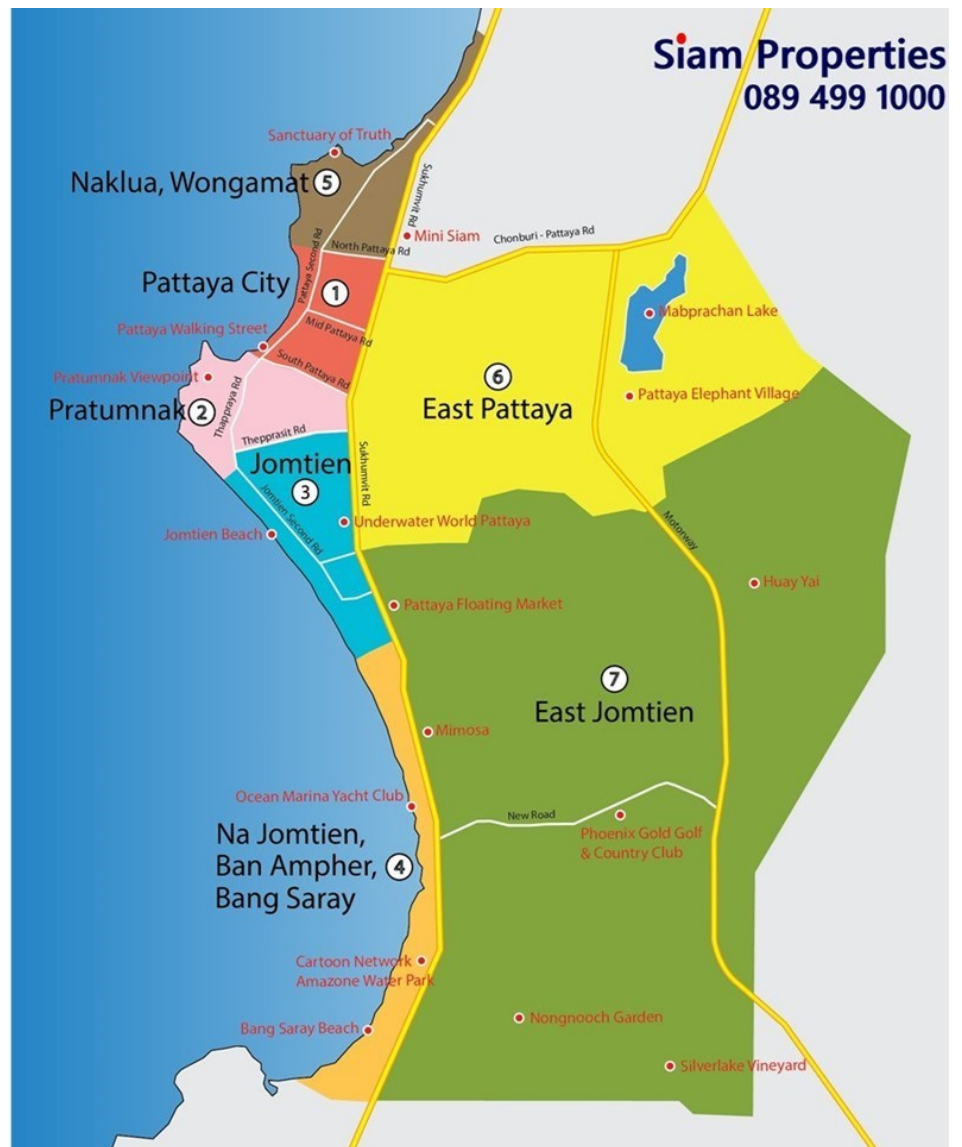 Siam Properties
089 499 1000
Sanctuary of Truth
Naklua, Wongamat 5
Sukhumvit Rd
Mini Siam
Chonburi - Pattaya Rd
North Pattaya Rd
Pattaya Second Rd
Pattaya City
1
Mabprachan Lake
Mid Pattaya Rd
Pattaya Walking Street
South Pattaya Rd
Pratumnak Viewpoint
6
East Pattaya
Pattaya Elephant Village
Pratumnak 2
Thappraya Rd
Thepprasit Rd
Jomtien
3
Sukhumvit Rd
Jomtien Second Rd
Underwater World Pattaya
Jomtien Beach
Motorway
Huay Yai
Pattaya Floating Market
7
East Jomtien
Mimosa
Ocean Marina Yacht Club
New Road
Phoenix Gold Golf
& Country Club
Na Jomtien,
Ban Ampher, 4
Bang Saray
Cartoon Network
Amazone Water Park
Bang Saray Beach
Nongnooch Garden
Silverlake Vineyard